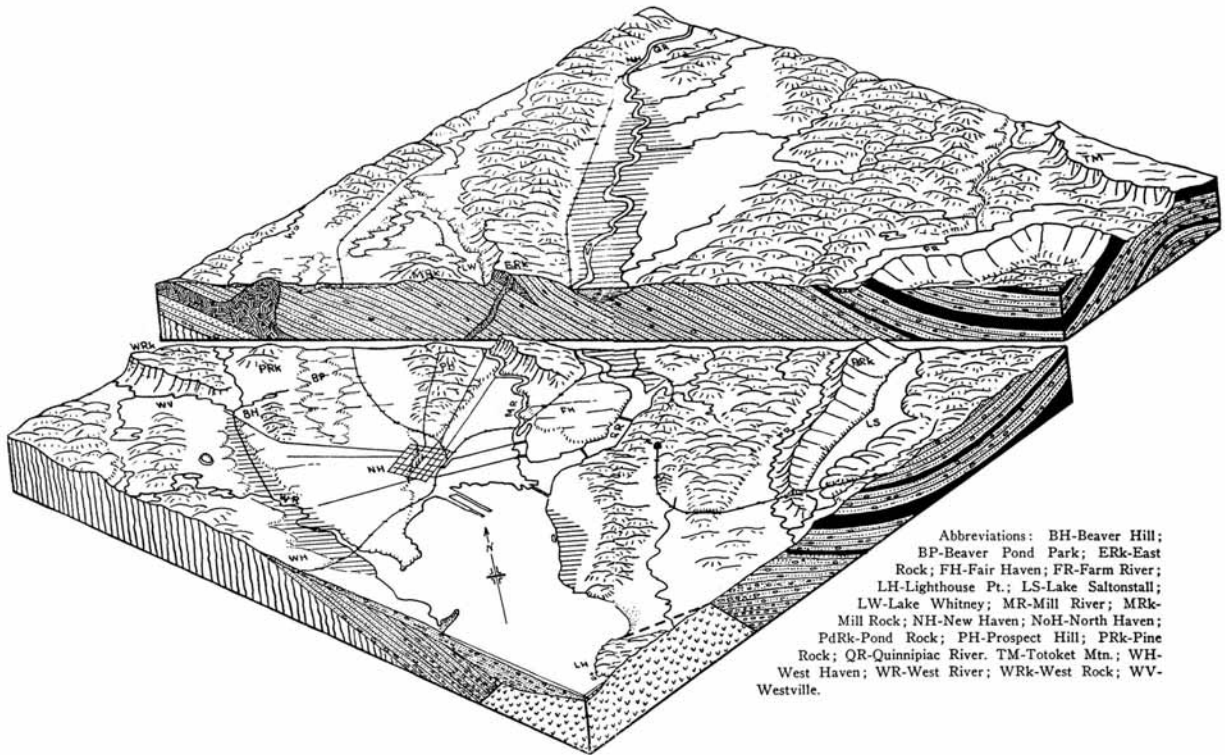 QR
TM
WR
MRk
LW
ERk
FR
WRk
PRk
BP
PH
WV
BH
MR
FH
QR
LS
FR
NH
WR
N
WH
LH
Abbreviations: BH-Beaver Hill;
BP-Beaver Pond Park; ERk-East
Rock; FH-Fair Haven; FR-Farm River;
LH-Lighthouse Pt.; LS-Lake Saltonstall;
LW-Lake Whitney; MR-Mill River; MRk-
Mill Rock; NH-New Haven; NoH-North Haven;
PdRk-Pond Rock; PH-Prospect Hill; PRk-Pine
Rock; QR-Quinnipiac River. TM-Totoket Mtn.; WH-
West Haven; WR-West River; WRk-West Rock; WV-
Westville.